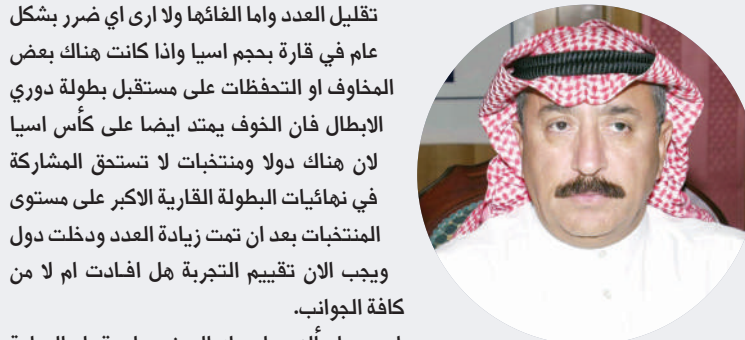 تقليل العدد واما الغائها ولا ارى اي ضرر بشكل
عام في قارة بحجم اسيا واذا كانت هناك بعض
المخاوف او التحفظات على مستقبل بطولة دوري
الابطال فان الخوف يمتد ايضا على كأس اسيا
لان هناك دولا ومنتخبات لا تستحق المشاركة
في نهائيات البطولة القارية الاكبر على مستوى
المنتخبات بعد ان تمت زيادة العدد ودخلت دول
ويجب الان تقييم التجربة هل افـادت ام لا من
كافة الجوانب.